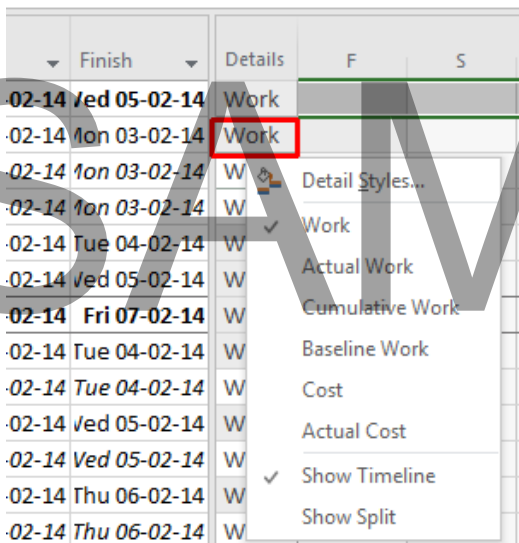 Finish Details F S
-02-14 Wed 05-02-14 Work
-02-14 Mon 03-02-14 Work
-02-14 Mon 03-02-14 W
-02-14 Mon 03-02-14 W
-02-14 Tue 04-02-14 W
-02-14 Wed 05-02-14 W
-02-14 Fri 07-02-14 W
-02-14 Tue 04-02-14 W
-02-14 Tue 04-02-14 W
-02-14 Wed 05-02-14 W
-02-14 Wed 05-02-14 W
-02-14 Thu 06-02-14 W
-02-14 Thu 06-02-14 W
Detail Styles...
Work
Actual Work
Cumulative Work
Baseline Work
Cost
Actual Cost
Show Timeline
Show Split
SAM